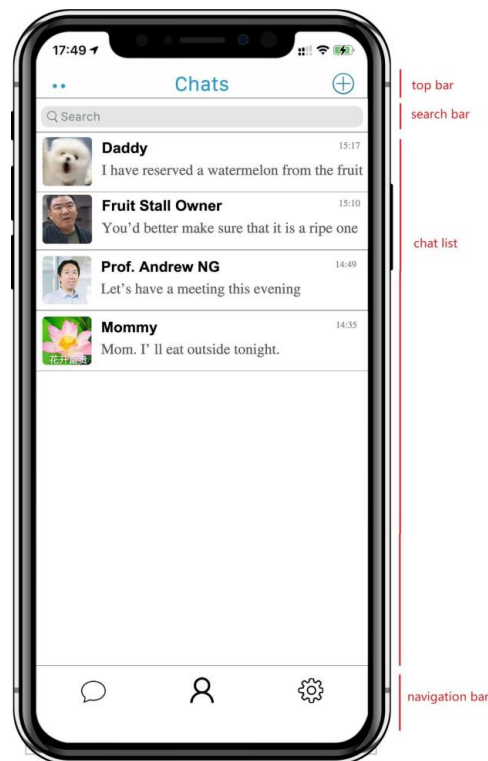 17:49
Chats
top bar
Search
search bar
Daddy
15:17
I have reserved a watermelon from the fruit
Fruit Stall Owner
15:10
You’d better make sure that it is a ripe one
chat list
Prof. Andrew NG
14:49
Let’s have a meeting this evening
Mommy
14:35
Mom. I’ ll eat outside tonight.
navigation bar